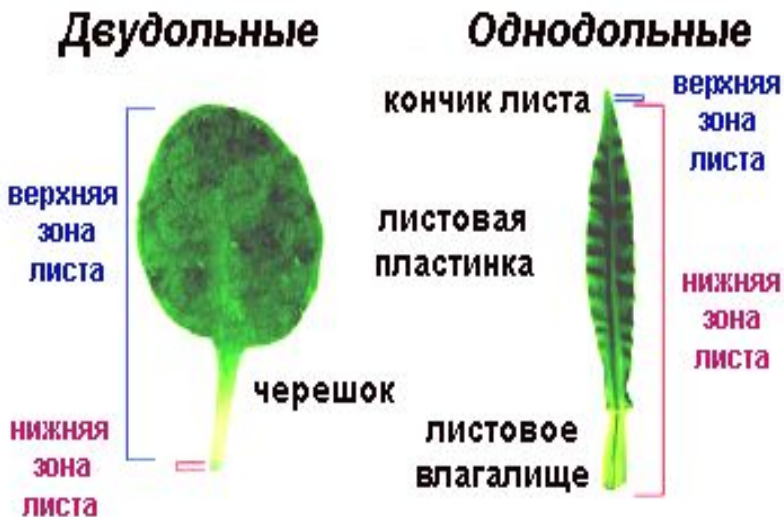 Двудольные
Однодольные
верхняя
зона
листа
черешок
нижняя
зона
листа
кончик листа
верхняя
зона
листа
листовая
пластинка
нижняя
зона
листа
листовое
влагалище